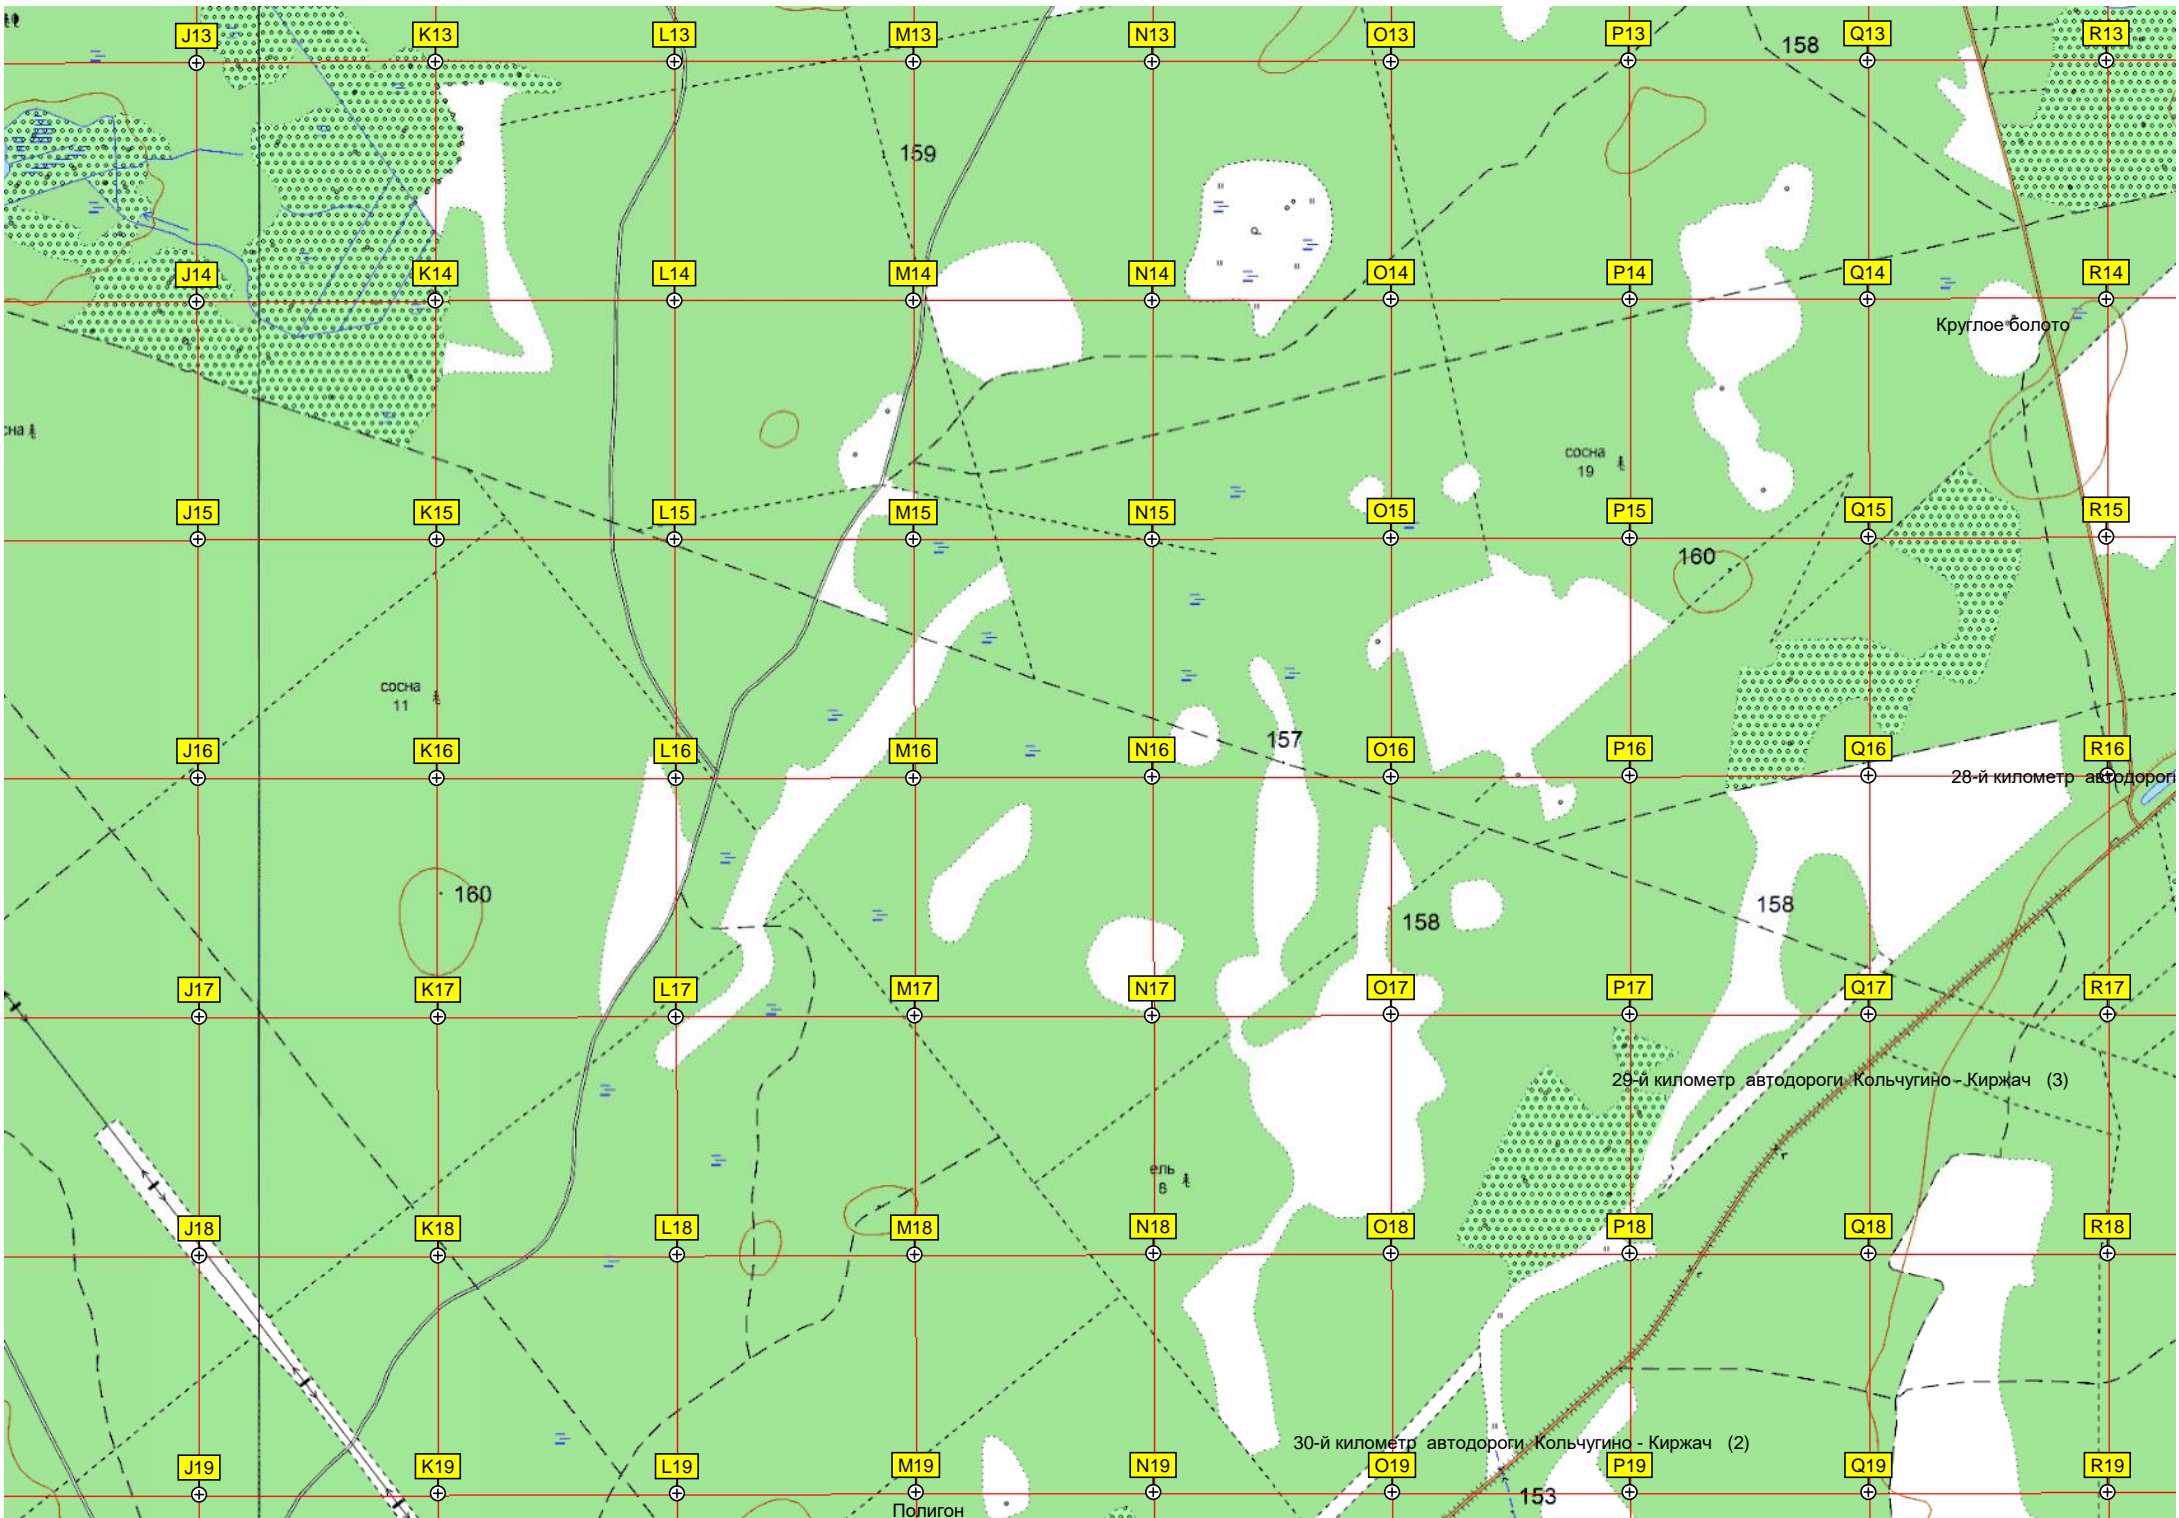 J13 K13 L13 M13 N13 O13 P13 158 Q13 R13
159
J14 K14 L14 M14 N14 O14 P14 Q14 R14
Круглое болото
сосна
19
J15 K15 L15 M15 N15 O15 P15 Q15 R15
160
сосна
11
157
J16 K16 L16 M16 N16 O16 P16 Q16 R16
28-й километр автодороги
160
158
158
J17 K17 L17 M17 N17 O17 P17 Q17 R17
29-й километр автодороги Кольчугино - Киржач (3)
ель
8
J18 K18 L18 M18 N18 O18 P18 Q18 R18
30-й километр автодороги Кольчугино - Киржач (2)
J19 K19 L19 M19 N19 O19 P19 Q19 R19
153
Полигон